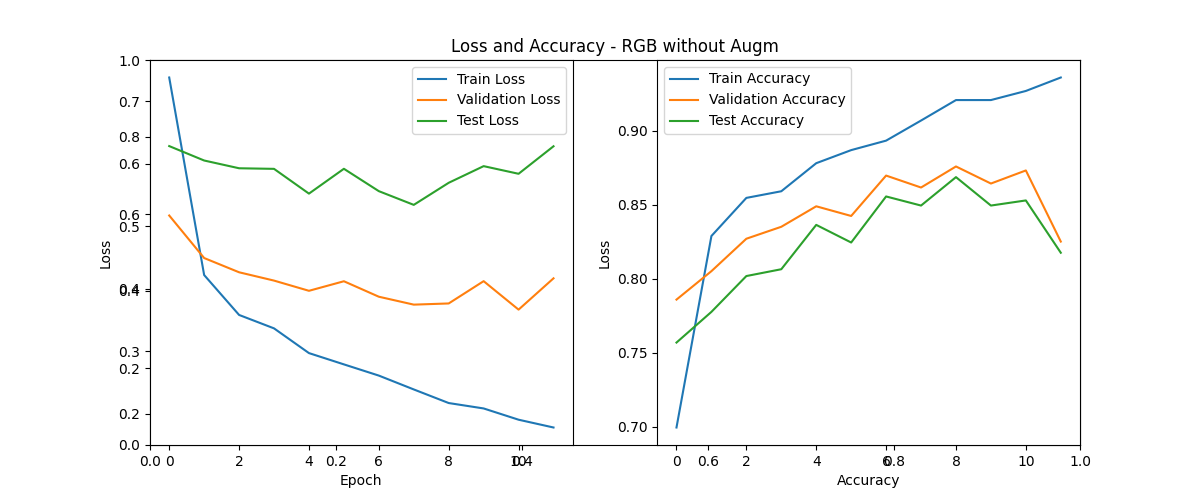 Loss and Accuracy - RGB without Augm
1.0
0.7
0.8
0.6
0.6
0.5
0.4
0.4
0.3
0.2
0.2
0.0
Loss
Train Loss
Validation Loss
Test Loss
0.0 0 2 4 0.2 6 8 10 0.4
Epoch
0.90
0.85
0.80
0.75
0.70
Loss
Train Accuracy
Validation Accuracy
Test Accuracy
0 0.6 2 4 6 0.8 8 10 1.0
Accuracy